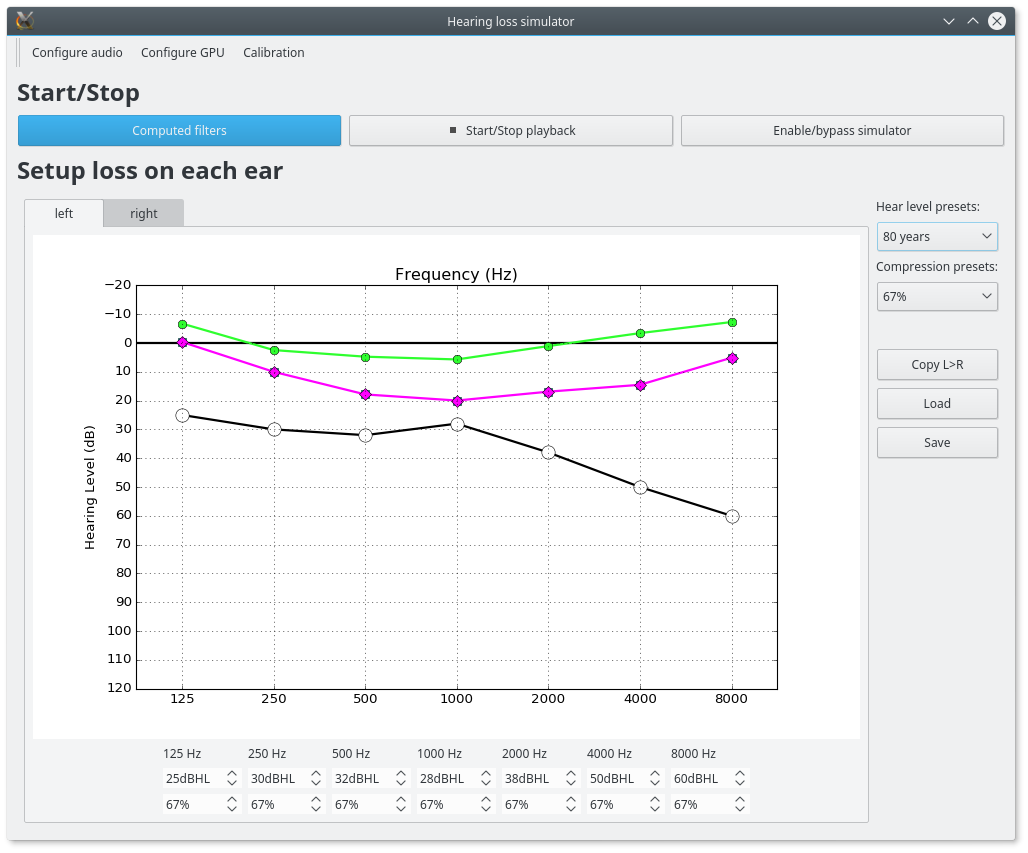 Hearing loss simulator
Configure audio Configure GPU Calibration
Start/Stop
Computed filters Start/Stop playback Enable/bypass simulator
Setup loss on each ear
left right
Frequency (Hz)
−20
−10
0
10
20
30
40
50
60
70
80
90
100
110
120
Hearing Level (dB)
125 250 500 1000 2000 4000 8000
125 Hz 250 Hz 500 Hz 1000 Hz 2000 Hz 4000 Hz 8000 Hz
25dBHL 30dBHL 32dBHL 28dBHL 38dBHL 50dBHL 60dBHL
67% 67% 67% 67% 67% 67% 67%
Hear level presets:
80 years
Compression presets:
67%
Copy L>R
Load
Save